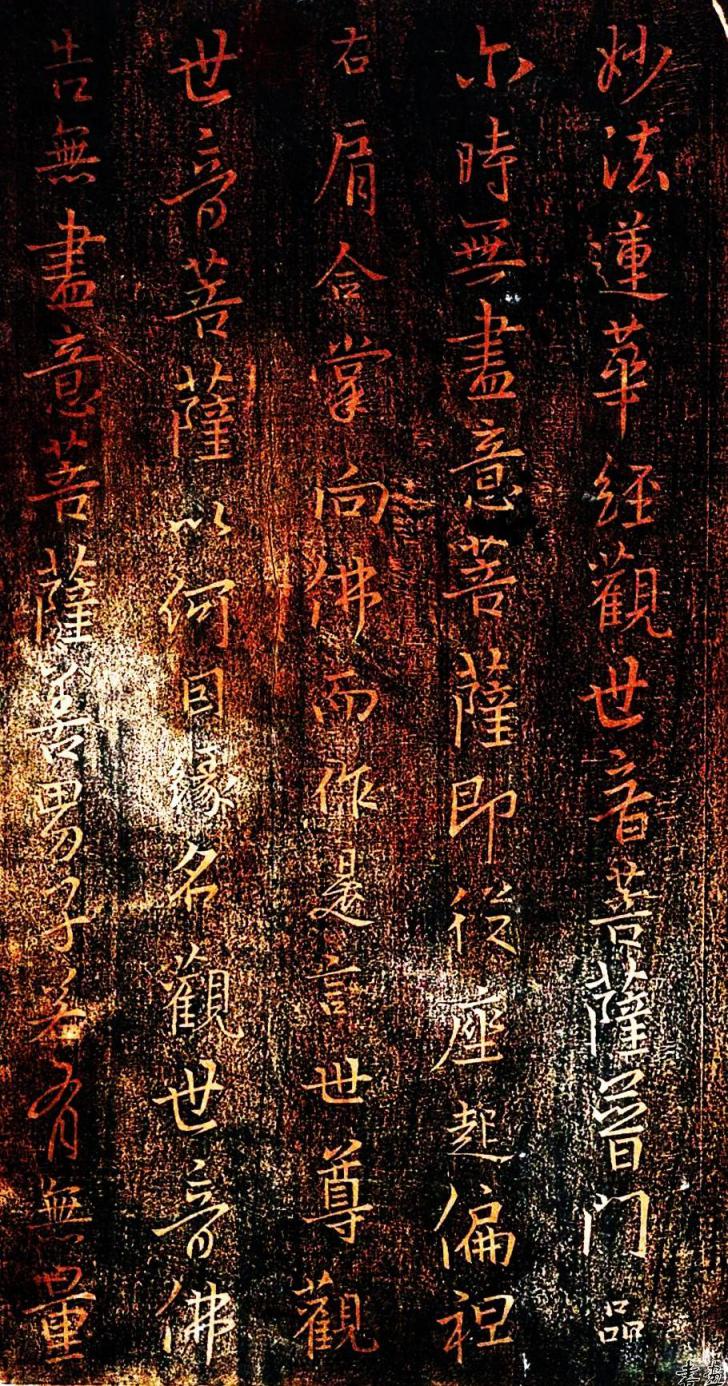 妙法蓮華経觀世音菩薩普門品
尒時無盡意菩薩即從座起偏袒
右肩合掌向佛而作是言世尊觀
世音菩薩以何因緣名觀世音佛
告無盡意菩薩善男子若有無量